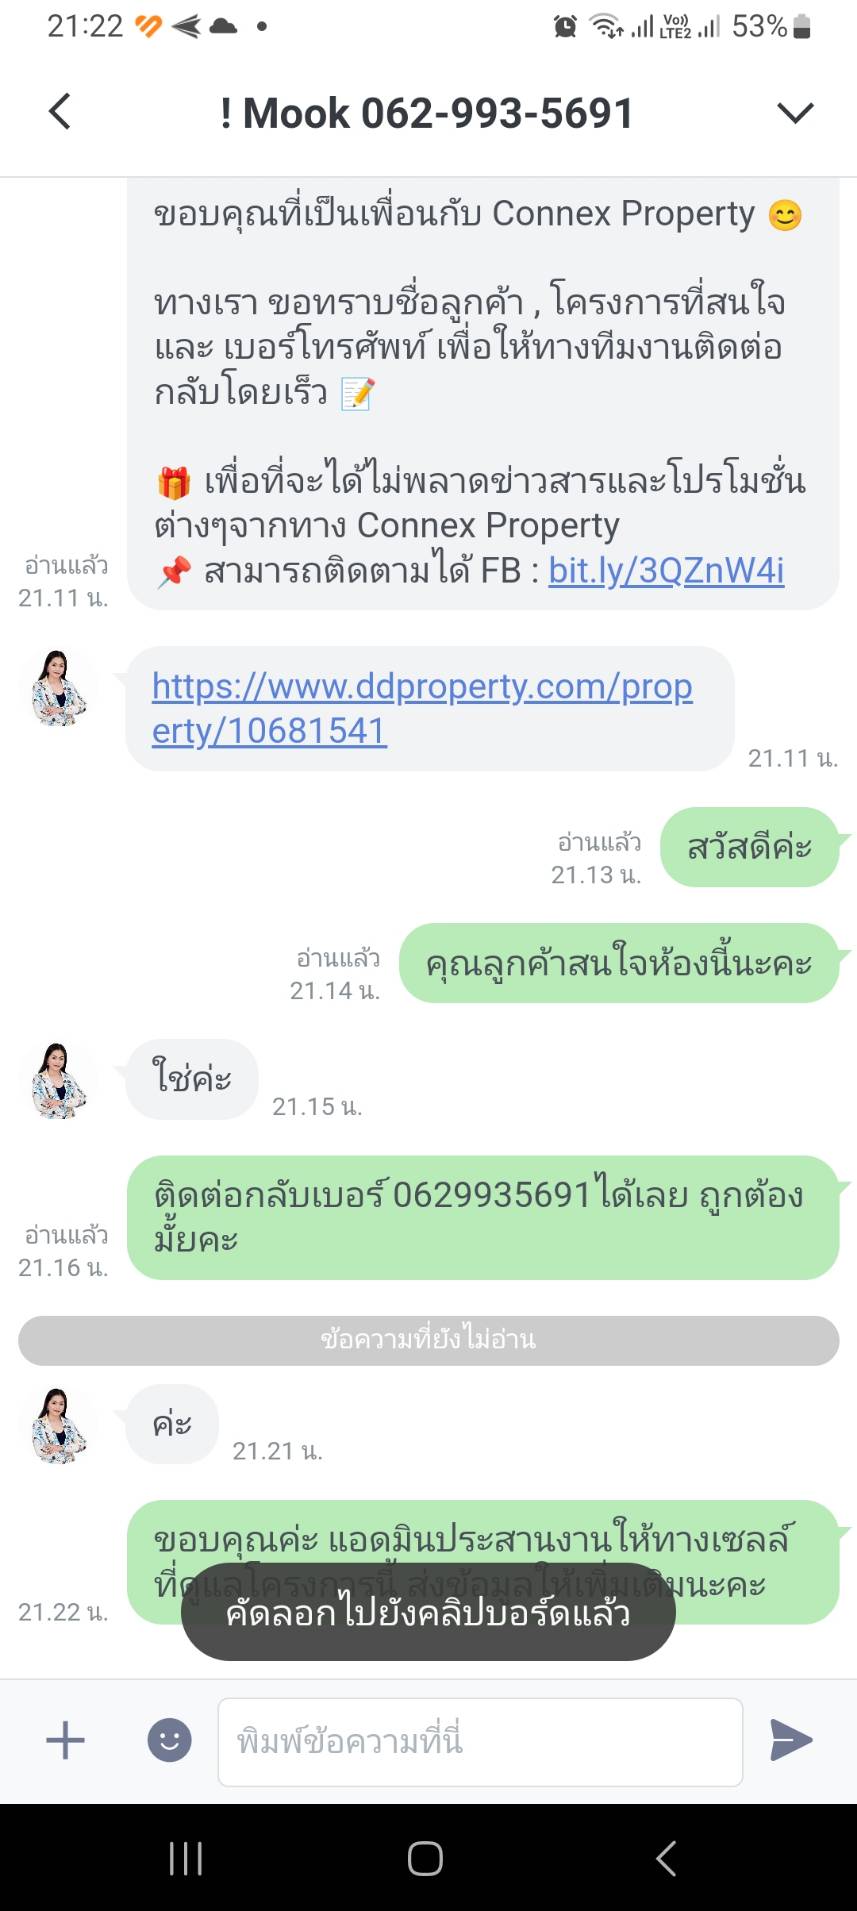 21:22
Vo))
LTE2
53%
! Mook 062-993-5691
ขอบคุณที่เป็นเพื่อนกับ Connex Property 😊
ทางเรา ขอทราบชื่อลูกค้า , โครงการที่สนใจ
และ เบอร์โทรศัพท์ เพื่อให้ทางทีมงานติดต่อ
กลับโดยเร็ว 📝
🎁 เพื่อที่จะได้ไม่พลาดข่าวสารและโปรโมชั่น
ต่างๆจากทาง Connex Property
📌 สามารถติดตามได้ FB : bit.ly/3QZnW4i
อ่านแล้ว
21.11 น.
https://www.ddproperty.com/prop
erty/10681541
21.11 น.
สวัสดีค่ะ
อ่านแล้ว
21.13 น.
คุณลูกค้าสนใจห้องนี้นะคะ
อ่านแล้ว
21.14 น.
ใช่ค่ะ
21.15 น.
ติดต่อกลับเบอร์ 0629935691ได้เลย ถูกต้อง
มั้ยคะ
อ่านแล้ว
21.16 น.
ข้อความที่ยังไม่อ่าน
ค่ะ
21.21 น.
ขอบคุณค่ะ แอดมินประสานงานให้ทางเซลล์
ที่ดูแลโครงการนี้ ส่งข้อมูลให้เพิ่มเติมนะคะ
21.22 น.
คัดลอกไปยังคลิปบอร์ดแล้ว
พิมพ์ข้อความที่นี่